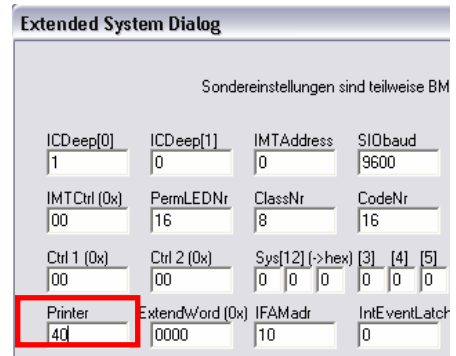 Extended System Dialog
Sondereinstellungen sind teilweise BM
ICDeep[0] ICDeep[1] IMTAddress SIObaud
1 0 0 9600
IMTCtrl (0x) PermLEDNr ClassNr CodeNr
00 16 8 16
Ctrl 1 (0x) Ctrl 2 (0x) Sys[12] (->hex) [3] [4] [5]
00 00 0 0 0 0 0 0
Printer ExtendWord (0x) IFAMadr IntEventLatch
40 0000 10 0